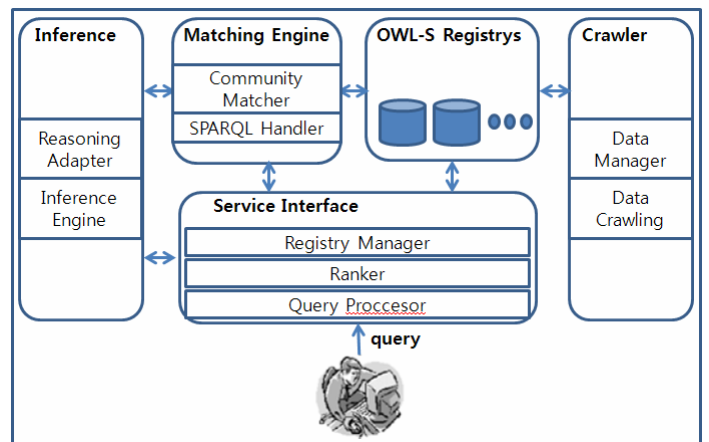 Inference
Reasoning
Adapter
Inference
Engine
Matching Engine
Community
Matcher
SPARQL Handler
OWL-S Registrys
Crawler
Data
Manager
Data
Crawling
Service Interface
Registry Manager
Ranker
Query Proccesor
query